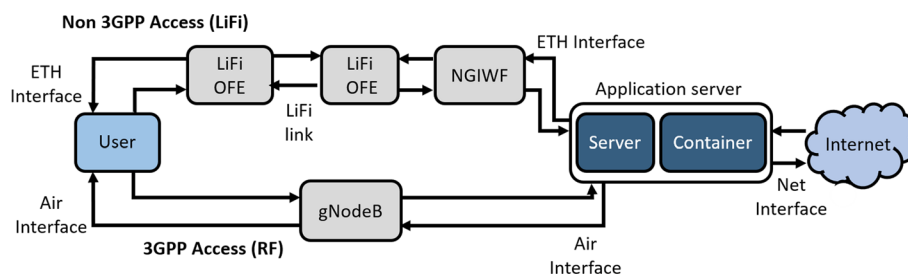 Non 3GPP Access (LiFi)
ETH Interface
LiFi
OFE
LiFi
OFE
NGIWF
ETH
Interface
LiFi
link
Application server
User
Server
Container
Internet
Net
Interface
Air
Interface
gNodeB
3GPP Access (RF)
Air
Interface